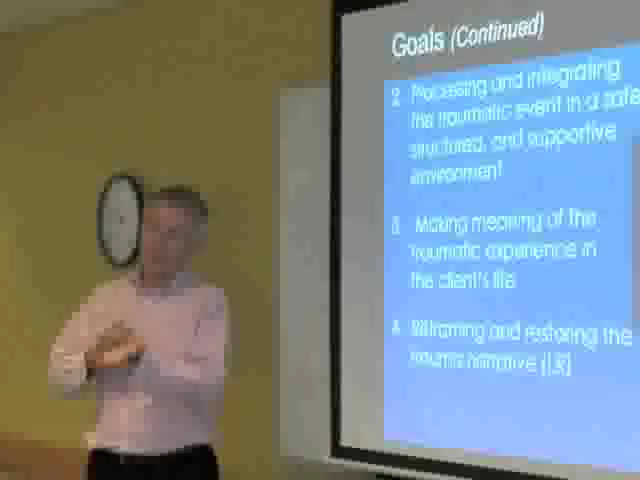 Goals (Continued)
2 Processing and integrating
the traumatic event in a safe
structured, and supportive
environment
3 Making meaning of the
traumatic experience in
the client's life
4 Reframing and restoring the
trauma narrative